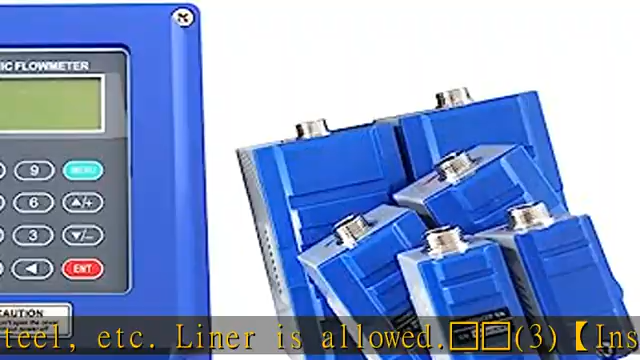 IC FLOWMETER
9 MENU
6 ▲/+
3 ▼/−
◀ ENT
CAUTION
teel, etc. Liner is allowed.□□(3)【Ins